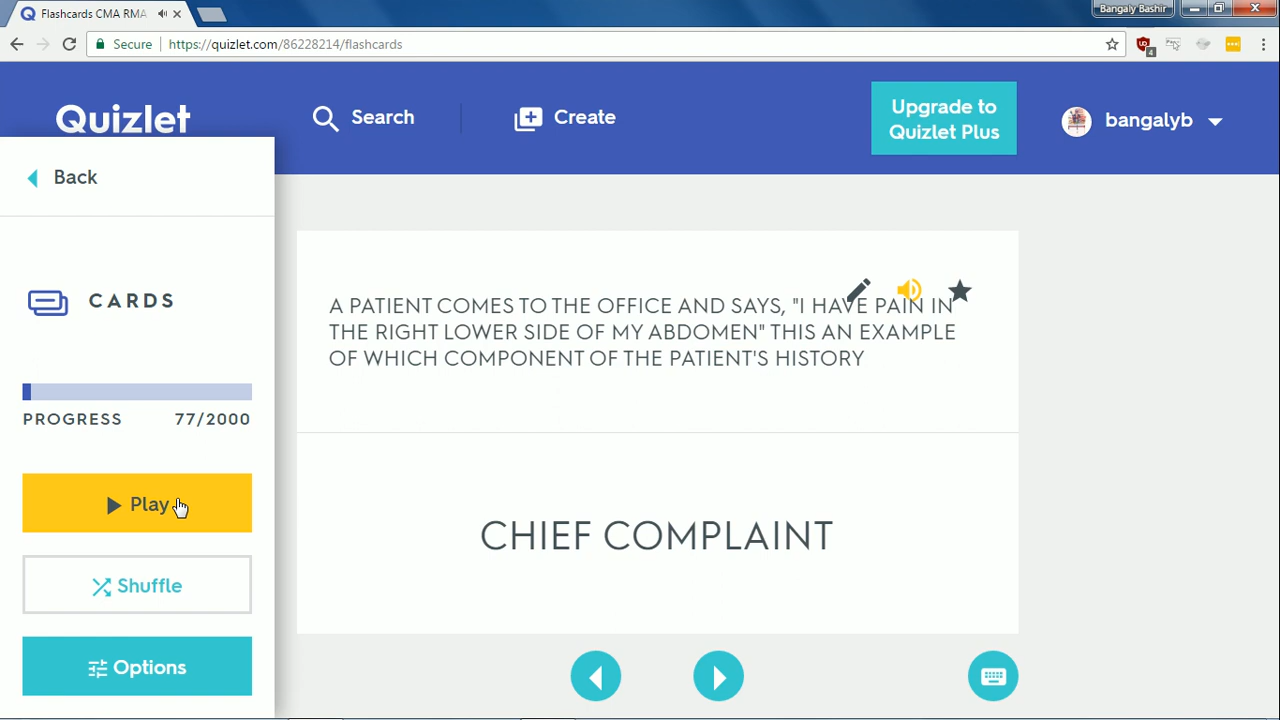 Flashcards CMA RMA
Bangaly Bashir
Secure
https://quizlet.com/86228214/flashcards
4
Quizlet
Search
Create
Upgrade to
Quizlet Plus
bangalyb
Back
CARDS
PROGRESS 77/2000
Play
Shuffle
Options
A PATIENT COMES TO THE OFFICE AND SAYS, "I HAVE PAIN IN
THE RIGHT LOWER SIDE OF MY ABDOMEN" THIS AN EXAMPLE
OF WHICH COMPONENT OF THE PATIENT'S HISTORY
CHIEF COMPLAINT